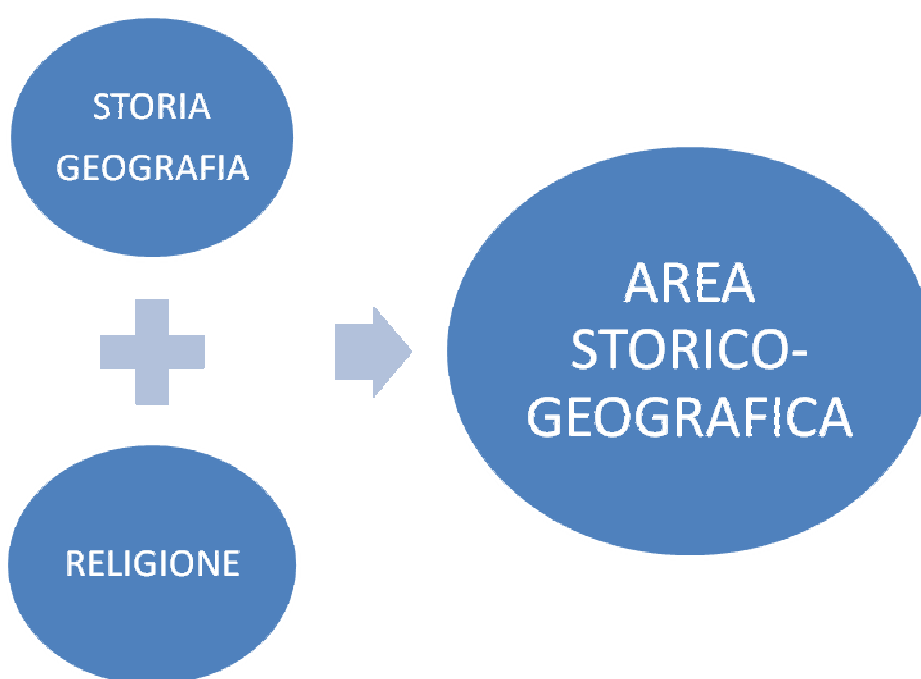 STORIA
GEOGRAFIA
RELIGIONE
AREA
STORICO-
GEOGRAFICA